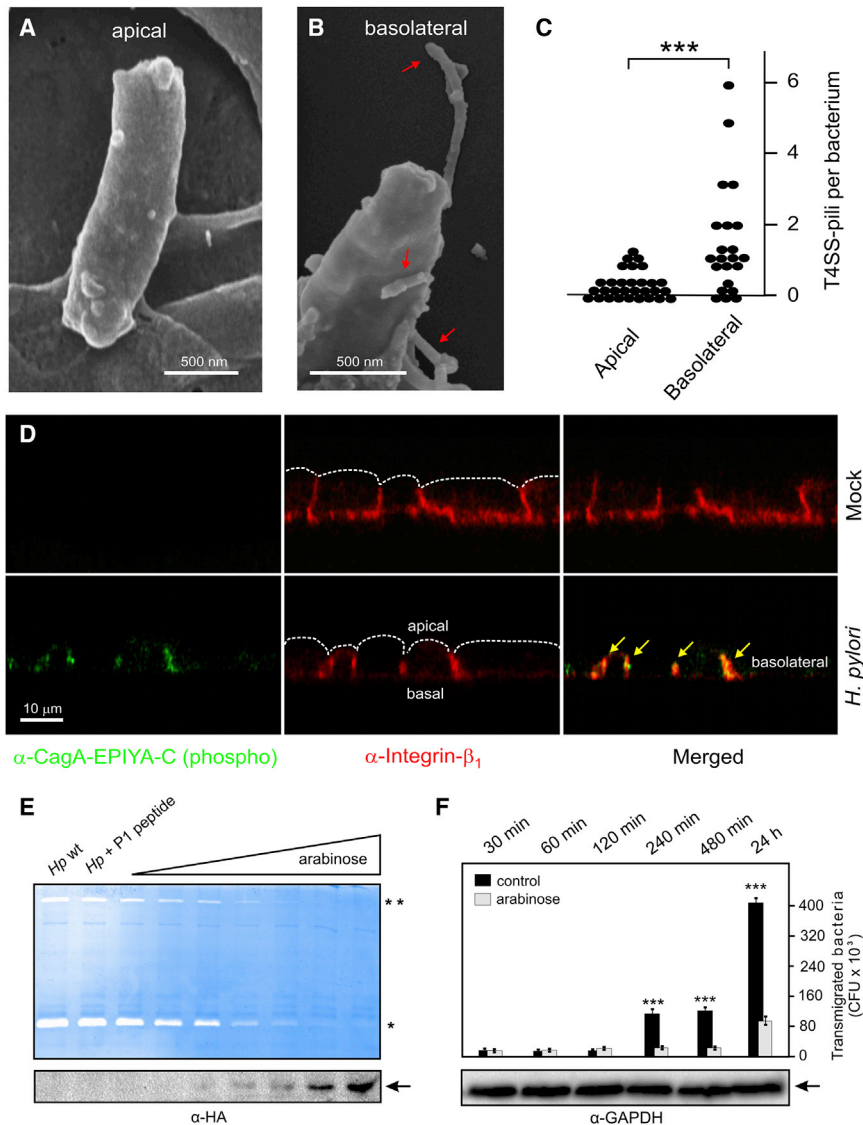 A
apical
500 nm
B
basolateral
500 nm
C
***
6
4
2
0
T4SS-pili per bacterium
Apical
Basolateral
D
Mock
apical
basal
basolateral
H. pylori
10 μm
α-CagA-EPIYA-C (phospho)
α-Integrin-β1
Merged
E
Hp wt
Hp + P1 peptide
arabinose
**
*
α-HA
F
30 min
60 min
120 min
240 min
480 min
24 h
control
arabinose
***
***
***
400
320
240
160
80
0
Transmigrated bacteria
(CFU x 10³)
α-GAPDH